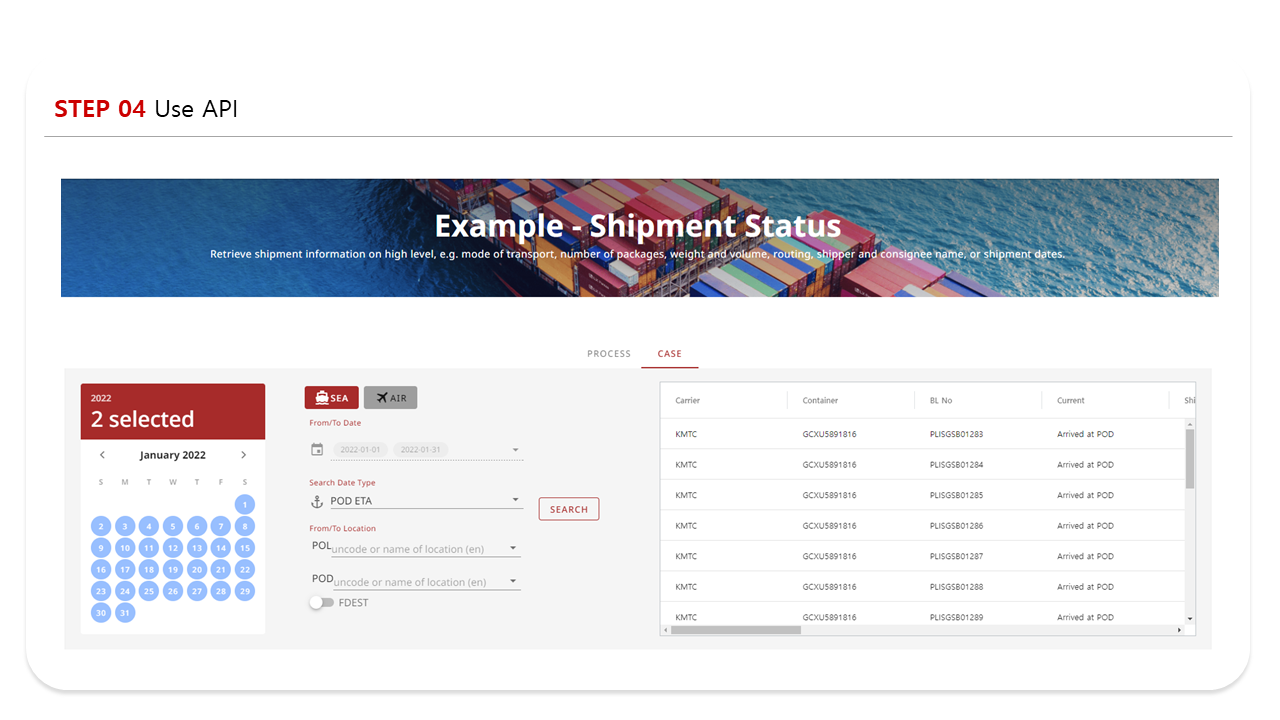 STEP 04 Use API
Example - Shipment Status
Retrieve shipment information on high level, e.g. mode of transport, number of packages, weight and volume, routing, shipper and consignee name, or shipment dates.
PROCESS CASE
2022
2 selected
January 2022
S M T W T F S
1
2 3 4 5 6 7 8
9 10 11 12 13 14 15
16 17 18 19 20 21 22
23 24 25 26 27 28 29
30 31
SEA AIR
From/To Date
2022-01-01 2022-01-31
Search Date Type
POD ETA
SEARCH
From/To Location
POL uncode or name of location (en)
POD uncode or name of location (en)
FDEST
Carrier Container BL No Current Shi
KMTC GCXU5891816 PLISGSB01283 Arrived at POD
KMTC GCXU5891816 PLISGSB01284 Arrived at POD
KMTC GCXU5891816 PLISGSB01285 Arrived at POD
KMTC GCXU5891816 PLISGSB01286 Arrived at POD
KMTC GCXU5891816 PLISGSB01287 Arrived at POD
KMTC GCXU5891816 PLISGSB01288 Arrived at POD
KMTC GCXU5891816 PLISGSB01289 Arrived at POD